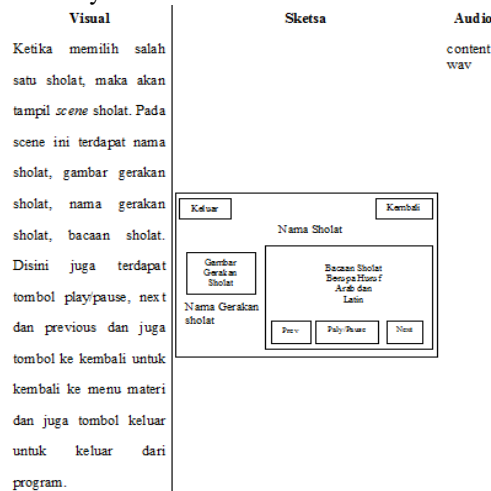 Visual
Sketsa
Audio
Ketika memilih salah
satu sholat, maka akan
tampil scene sholat. Pada
scene ini terdapat nama
sholat, gambar gerakan
sholat, nama gerakan
sholat, bacaan sholat.
Disini juga terdapat
tombol play/pause, next
dan previous dan juga
tombol ke kembali untuk
kembali ke menu materi
dan juga tombol keluar
untuk keluar dari
program.
Keluar
Kembali
Nama Sholat
Gambar
Gerakan
Sholat
Nama Gerakan
sholat
Bacaan Sholat
Berupa Huruf
Arab dan
Latin
Prev
Paly/Pause
Next
content
wav